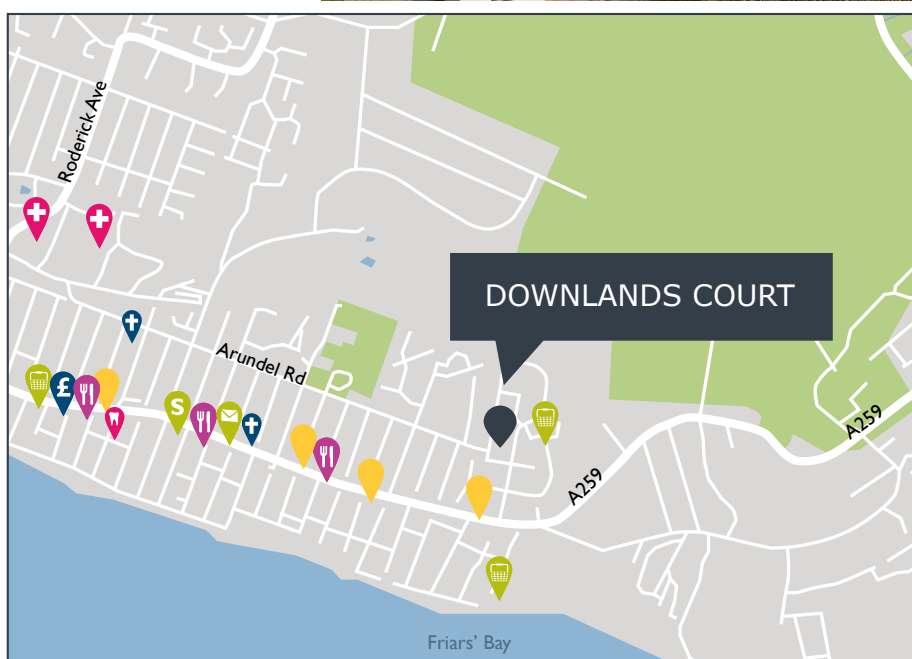 Roderick Ave
DOWNLANDS COURT
Arundel Rd
£
S
A259
A259
Friars' Bay